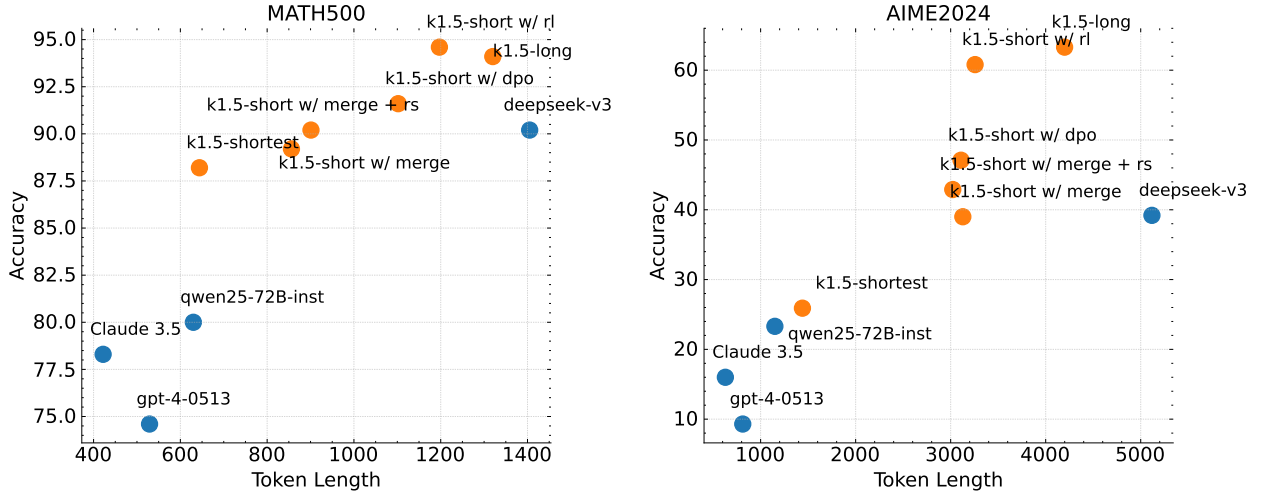 MATH500
k1.5-short w/ rl
k1.5-long
k1.5-short w/ dpo
k1.5-short w/ merge + rs
deepseek-v3
k1.5-shortest
k1.5-short w/ merge
qwen25-72B-inst
Claude 3.5
gpt-4-0513
95.0
92.5
90.0
87.5
85.0
82.5
80.0
77.5
75.0
Accuracy
400 600 800 1000 1200 1400
Token Length
AIME2024
k1.5-long
k1.5-short w/ rl
k1.5-short w/ dpo
k1.5-short w/ merge + rs
k1.5-short w/ merge
deepseek-v3
k1.5-shortest
qwen25-72B-inst
Claude 3.5
gpt-4-0513
60
50
40
30
20
10
Accuracy
1000 2000 3000 4000 5000
Token Length